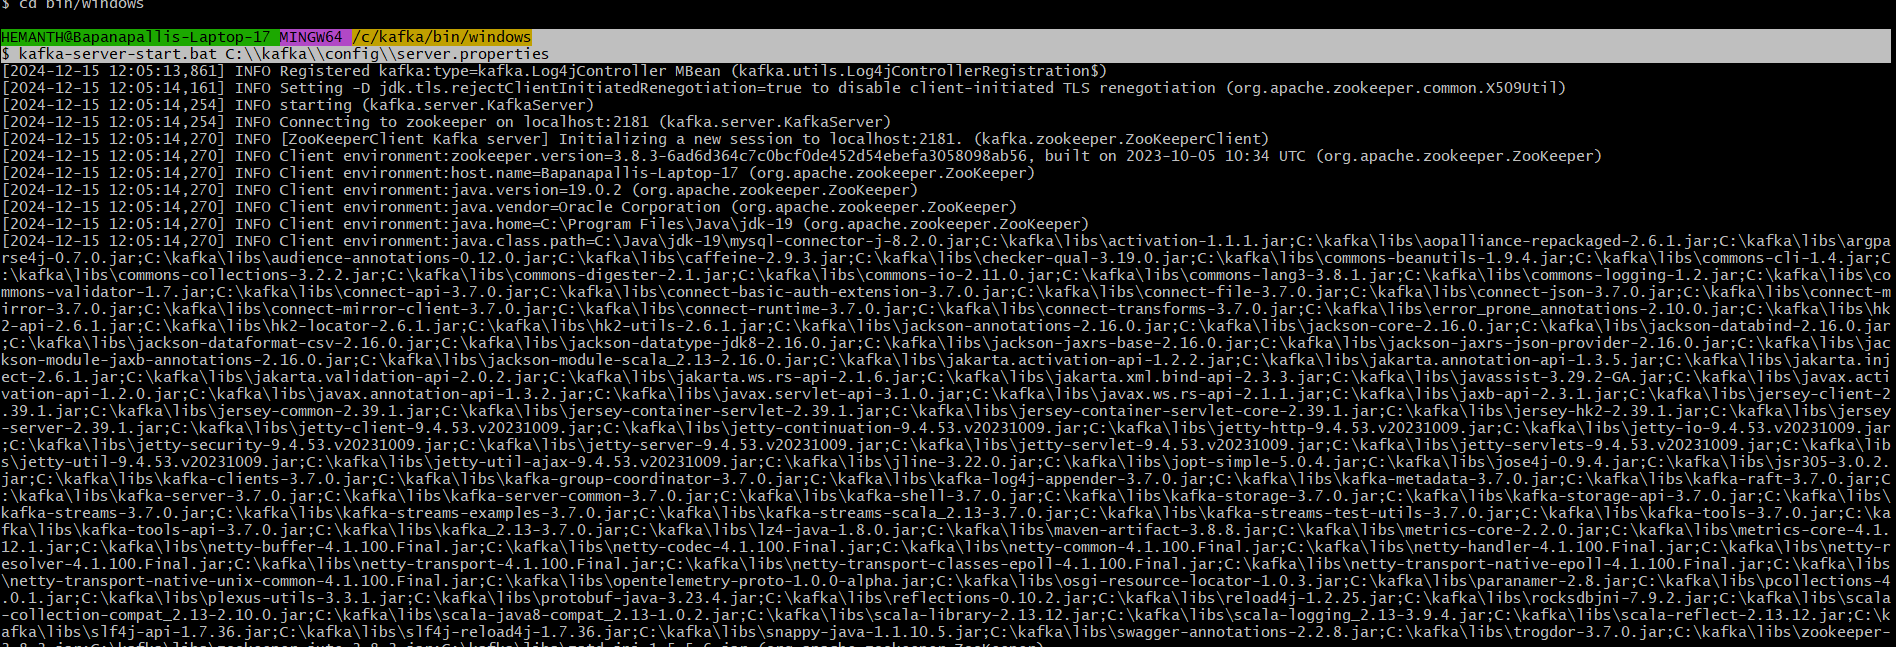 $ cd bin/windows
HEMANTH@Bapanapallis-Laptop-17 MINGW64 /c/kafka/bin/windows
$ kafka-server-start.bat C:\\kafka\\config\\server.properties
[2024-12-15 12:05:13,861] INFO Registered kafka:type=kafka.Log4jController MBean (kafka.utils.Log4jControllerRegistration$)
[2024-12-15 12:05:14,161] INFO Setting -D jdk.tls.rejectClientInitiatedRenegotiation=true to disable client-initiated TLS renegotiation (org.apache.zookeeper.common.X509Util)
[2024-12-15 12:05:14,254] INFO starting (kafka.server.KafkaServer)
[2024-12-15 12:05:14,254] INFO Connecting to zookeeper on localhost:2181 (kafka.server.KafkaServer)
[2024-12-15 12:05:14,270] INFO [ZooKeeperClient Kafka server] Initializing a new session to localhost:2181. (kafka.zookeeper.ZooKeeperClient)
[2024-12-15 12:05:14,270] INFO Client environment:zookeeper.version=3.8.3-6ad6d364c7c0bcf0de452d54ebefa3058098ab56, built on 2023-10-05 10:34 UTC (org.apache.zookeeper.ZooKeeper)
[2024-12-15 12:05:14,270] INFO Client environment:host.name=Bapanapallis-Laptop-17 (org.apache.zookeeper.ZooKeeper)
[2024-12-15 12:05:14,270] INFO Client environment:java.version=19.0.2 (org.apache.zookeeper.ZooKeeper)
[2024-12-15 12:05:14,270] INFO Client environment:java.vendor=Oracle Corporation (org.apache.zookeeper.ZooKeeper)
[2024-12-15 12:05:14,270] INFO Client environment:java.home=C:\Program Files\Java\jdk-19 (org.apache.zookeeper.ZooKeeper)
[2024-12-15 12:05:14,270] INFO Client environment:java.class.path=C:\Java\jdk-19\mysql-connector-j-8.2.0.jar;C:\kafka\libs\activation-1.1.1.jar;C:\kafka\libs\aopalliance-repackaged-2.6.1.jar;C:\kafka\libs\argpa
rse4j-0.7.0.jar;C:\kafka\libs\audience-annotations-0.12.0.jar;C:\kafka\libs\caffeine-2.9.3.jar;C:\kafka\libs\checker-qual-3.19.0.jar;C:\kafka\libs\commons-beanutils-1.9.4.jar;C:\kafka\libs\commons-cli-1.4.jar;C
:\kafka\libs\commons-collections-3.2.2.jar;C:\kafka\libs\commons-digester-2.1.jar;C:\kafka\libs\commons-io-2.11.0.jar;C:\kafka\libs\commons-lang3-3.8.1.jar;C:\kafka\libs\commons-logging-1.2.jar;C:\kafka\libs\co
mmons-validator-1.7.jar;C:\kafka\libs\connect-api-3.7.0.jar;C:\kafka\libs\connect-basic-auth-extension-3.7.0.jar;C:\kafka\libs\connect-file-3.7.0.jar;C:\kafka\libs\connect-json-3.7.0.jar;C:\kafka\libs\connect-m
irror-3.7.0.jar;C:\kafka\libs\connect-mirror-client-3.7.0.jar;C:\kafka\libs\connect-runtime-3.7.0.jar;C:\kafka\libs\connect-transforms-3.7.0.jar;C:\kafka\libs\error_prone_annotations-2.10.0.jar;C:\kafka\libs\hk
2-api-2.6.1.jar;C:\kafka\libs\hk2-locator-2.6.1.jar;C:\kafka\libs\hk2-utils-2.6.1.jar;C:\kafka\libs\jackson-annotations-2.16.0.jar;C:\kafka\libs\jackson-core-2.16.0.jar;C:\kafka\libs\jackson-databind-2.16.0.jar
;C:\kafka\libs\jackson-dataformat-csv-2.16.0.jar;C:\kafka\libs\jackson-datatype-jdk8-2.16.0.jar;C:\kafka\libs\jackson-jaxrs-base-2.16.0.jar;C:\kafka\libs\jackson-jaxrs-json-provider-2.16.0.jar;C:\kafka\libs\jac
kson-module-jaxb-annotations-2.16.0.jar;C:\kafka\libs\jackson-module-scala_2.13-2.16.0.jar;C:\kafka\libs\jakarta.activation-api-1.2.2.jar;C:\kafka\libs\jakarta.annotation-api-1.3.5.jar;C:\kafka\libs\jakarta.inj
ect-2.6.1.jar;C:\kafka\libs\jakarta.validation-api-2.0.2.jar;C:\kafka\libs\jakarta.ws.rs-api-2.1.6.jar;C:\kafka\libs\jakarta.xml.bind-api-2.3.3.jar;C:\kafka\libs\javassist-3.29.2-GA.jar;C:\kafka\libs\javax.acti
vation-api-1.2.0.jar;C:\kafka\libs\javax.annotation-api-1.3.2.jar;C:\kafka\libs\javax.servlet-api-3.1.0.jar;C:\kafka\libs\javax.ws.rs-api-2.1.1.jar;C:\kafka\libs\jaxb-api-2.3.1.jar;C:\kafka\libs\jersey-client-2
.39.1.jar;C:\kafka\libs\jersey-common-2.39.1.jar;C:\kafka\libs\jersey-container-servlet-2.39.1.jar;C:\kafka\libs\jersey-container-servlet-core-2.39.1.jar;C:\kafka\libs\jersey-hk2-2.39.1.jar;C:\kafka\libs\jersey
-server-2.39.1.jar;C:\kafka\libs\jetty-client-9.4.53.v20231009.jar;C:\kafka\libs\jetty-continuation-9.4.53.v20231009.jar;C:\kafka\libs\jetty-http-9.4.53.v20231009.jar;C:\kafka\libs\jetty-io-9.4.53.v20231009.jar
;C:\kafka\libs\jetty-security-9.4.53.v20231009.jar;C:\kafka\libs\jetty-server-9.4.53.v20231009.jar;C:\kafka\libs\jetty-servlet-9.4.53.v20231009.jar;C:\kafka\libs\jetty-servlets-9.4.53.v20231009.jar;C:\kafka\lib
s\jetty-util-9.4.53.v20231009.jar;C:\kafka\libs\jetty-util-ajax-9.4.53.v20231009.jar;C:\kafka\libs\jline-3.22.0.jar;C:\kafka\libs\jopt-simple-5.0.4.jar;C:\kafka\libs\jose4j-0.9.4.jar;C:\kafka\libs\jsr305-3.0.2.
jar;C:\kafka\libs\kafka-clients-3.7.0.jar;C:\kafka\libs\kafka-group-coordinator-3.7.0.jar;C:\kafka\libs\kafka-log4j-appender-3.7.0.jar;C:\kafka\libs\kafka-metadata-3.7.0.jar;C:\kafka\libs\kafka-raft-3.7.0.jar;C
:\kafka\libs\kafka-server-3.7.0.jar;C:\kafka\libs\kafka-server-common-3.7.0.jar;C:\kafka\libs\kafka-shell-3.7.0.jar;C:\kafka\libs\kafka-storage-3.7.0.jar;C:\kafka\libs\kafka-storage-api-3.7.0.jar;C:\kafka\libs\
kafka-streams-3.7.0.jar;C:\kafka\libs\kafka-streams-examples-3.7.0.jar;C:\kafka\libs\kafka-streams-scala_2.13-3.7.0.jar;C:\kafka\libs\kafka-streams-test-utils-3.7.0.jar;C:\kafka\libs\kafka-tools-3.7.0.jar;C:\ka
fka\libs\kafka-tools-api-3.7.0.jar;C:\kafka\libs\kafka_2.13-3.7.0.jar;C:\kafka\libs\lz4-java-1.8.0.jar;C:\kafka\libs\maven-artifact-3.8.8.jar;C:\kafka\libs\metrics-core-2.2.0.jar;C:\kafka\libs\metrics-core-4.1.
12.1.jar;C:\kafka\libs\netty-buffer-4.1.100.Final.jar;C:\kafka\libs\netty-codec-4.1.100.Final.jar;C:\kafka\libs\netty-common-4.1.100.Final.jar;C:\kafka\libs\netty-handler-4.1.100.Final.jar;C:\kafka\libs\netty-r
esolver-4.1.100.Final.jar;C:\kafka\libs\netty-transport-4.1.100.Final.jar;C:\kafka\libs\netty-transport-classes-epoll-4.1.100.Final.jar;C:\kafka\libs\netty-transport-native-epoll-4.1.100.Final.jar;C:\kafka\libs
\netty-transport-native-unix-common-4.1.100.Final.jar;C:\kafka\libs\opentelemetry-proto-1.0.0-alpha.jar;C:\kafka\libs\osgi-resource-locator-1.0.3.jar;C:\kafka\libs\paranamer-2.8.jar;C:\kafka\libs\pcollections-4
.0.1.jar;C:\kafka\libs\plexus-utils-3.3.1.jar;C:\kafka\libs\protobuf-java-3.23.4.jar;C:\kafka\libs\reflections-0.10.2.jar;C:\kafka\libs\reload4j-1.2.25.jar;C:\kafka\libs\rocksdbjni-7.9.2.jar;C:\kafka\libs\scala
-collection-compat_2.13-2.10.0.jar;C:\kafka\libs\scala-java8-compat_2.13-1.0.2.jar;C:\kafka\libs\scala-library-2.13.12.jar;C:\kafka\libs\scala-logging_2.13-3.9.4.jar;C:\kafka\libs\scala-reflect-2.13.12.jar;C:\k
afka\libs\slf4j-api-1.7.36.jar;C:\kafka\libs\slf4j-reload4j-1.7.36.jar;C:\kafka\libs\snappy-java-1.1.10.5.jar;C:\kafka\libs\swagger-annotations-2.2.8.jar;C:\kafka\libs\trogdor-3.7.0.jar;C:\kafka\libs\zookeeper-